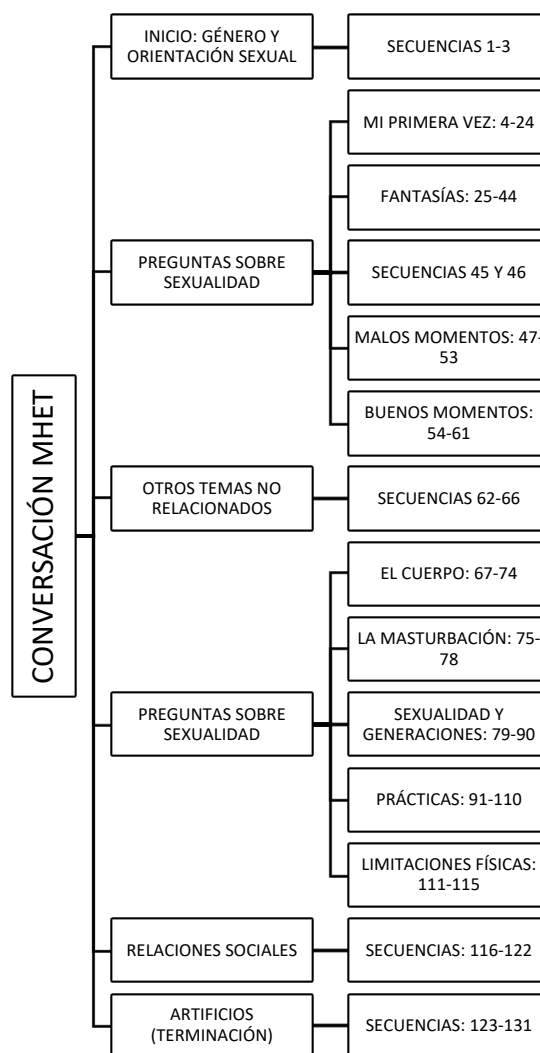 CONVERSACIÓN MHET
INICIO: GÉNERO Y
ORIENTACIÓN SEXUAL
SECUENCIAS 1-3
PREGUNTAS SOBRE
SEXUALIDAD
MI PRIMERA VEZ: 4-24
FANTASÍAS: 25-44
SECUENCIAS 45 Y 46
MALOS MOMENTOS: 47-
53
BUENOS MOMENTOS:
54-61
OTROS TEMAS NO
RELACIONADOS
SECUENCIAS 62-66
PREGUNTAS SOBRE
SEXUALIDAD
EL CUERPO: 67-74
LA MASTURBACIÓN: 75-
78
SEXUALIDAD Y
GENERACIONES: 79-90
PRÁCTICAS: 91-110
LIMITACIONES FÍSICAS:
111-115
RELACIONES SOCIALES
SECUENCIAS: 116-122
ARTIFICIOS
(TERMINACIÓN)
SECUENCIAS: 123-131